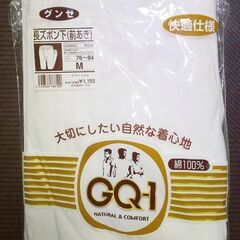 グンゼ
快適仕様
長ズボン下(前あき)
76~84
M
¥1,155
大切にしたい自然な着心地
綿100%
GQ-1
NATURAL & COMFORT